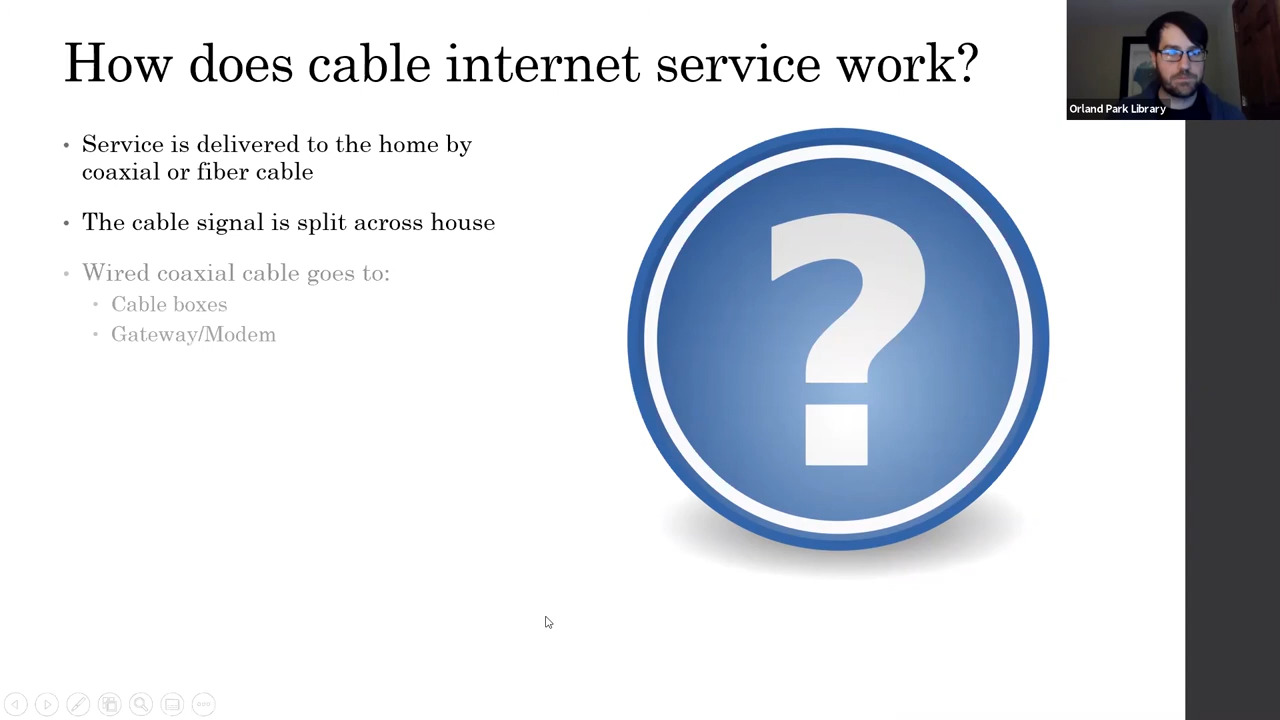 How does cable internet service work?
Orland Park Library
• Service is delivered to the home by
coaxial or fiber cable
• The cable signal is split across house
• Wired coaxial cable goes to:
• Cable boxes
• Gateway/Modem
?